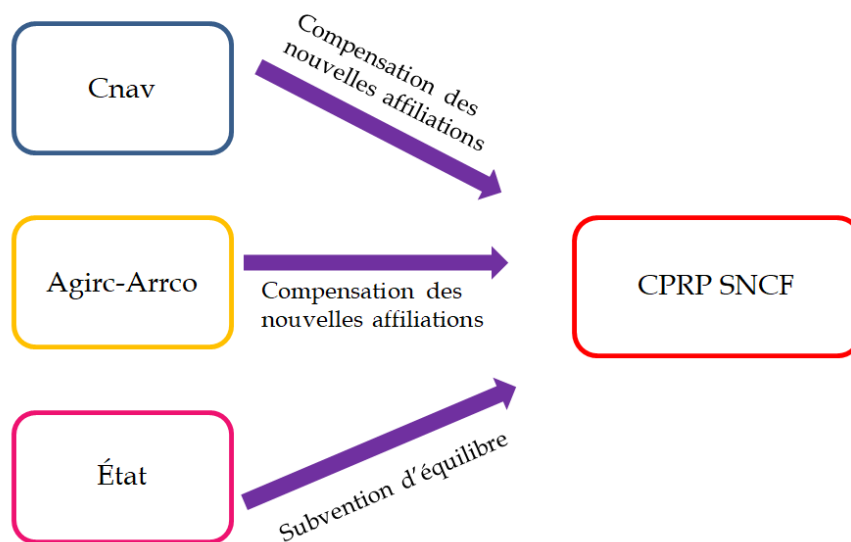 Cnav
Compensation des
nouvelles affiliations
Agirc-Arrco
Compensation des
nouvelles affiliations
CPRP SNCF
État
Subvention d'équilibre